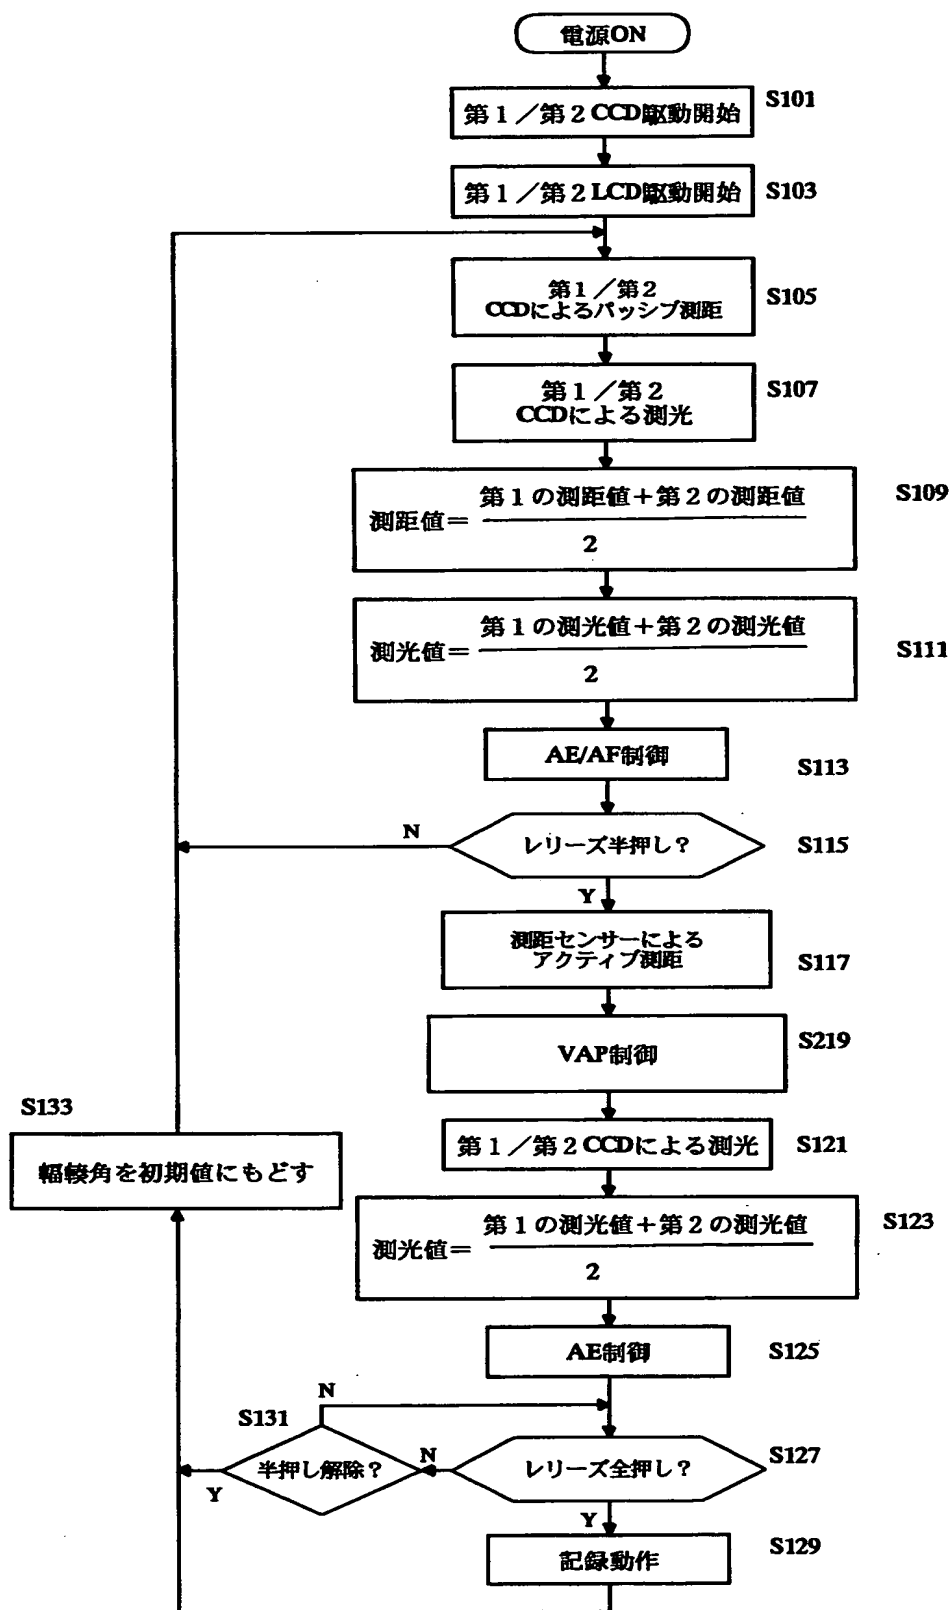 電源ON
第１／第２CCD駆動開始
S101
第１／第２LCD駆動開始
S103
第１／第２
CCDによるパッシブ測距
S105
第１／第２
CCDによる測光
S107
測距値＝
第１の測距値＋第２の測距値
2
S109
測光値＝
第１の測光値＋第２の測光値
2
S111
AE/AF制御
S113
レリーズ半押し？
S115
N
Y
測距センサーによる
アクティブ測距
S117
VAP制御
S219
S133
輻輳角を初期値にもどす
第１／第２CCDによる測光
S121
測光値＝
第１の測光値＋第２の測光値
2
S123
AE制御
S125
N
S131
半押し解除？
Y
N
レリーズ全押し？
S127
Y
記録動作
S129